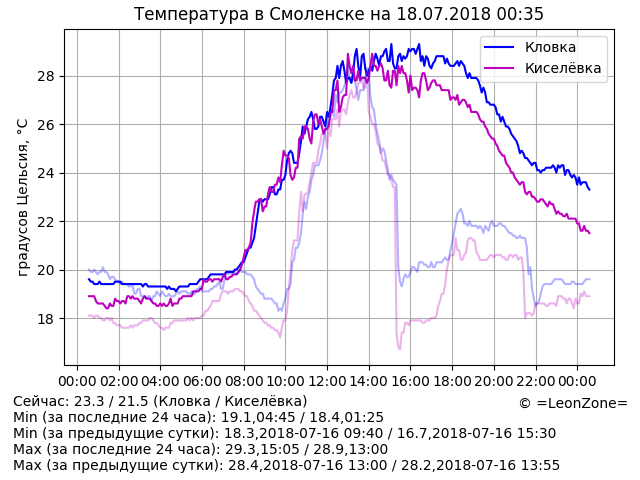 Температура в Смоленске на 18.07.2018 00:35
Кловка
Киселёвка
градусов Цельсия, °C
28
26
24
22
20
18
00:00 02:00 04:00 06:00 08:00 10:00 12:00 14:00 16:00 18:00 20:00 22:00 00:00
Сейчас: 23.3 / 21.5 (Кловка / Киселёвка)
© =LeonZone=
Min (за последние 24 часа): 19.1,04:45 / 18.4,01:25
Min (за предыдущие сутки): 18.3,2018-07-16 09:40 / 16.7,2018-07-16 15:30
Max (за последние 24 часа): 29.3,15:05 / 28.9,13:00
Max (за предыдущие сутки): 28.4,2018-07-16 13:00 / 28.2,2018-07-16 13:55